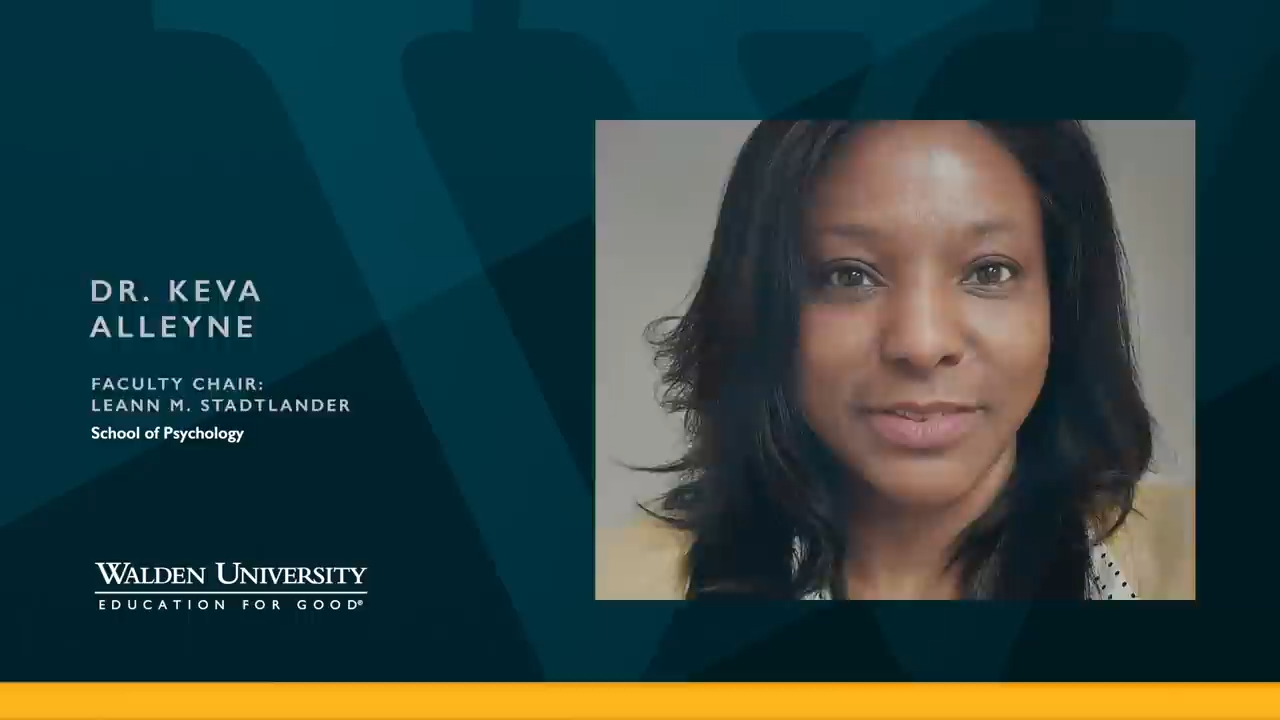 DR. KEVA
ALLEYNE
FACULTY CHAIR:
LEANN M. STADTLANDER
School of Psychology
WALDEN UNIVERSITY
EDUCATION FOR GOOD®